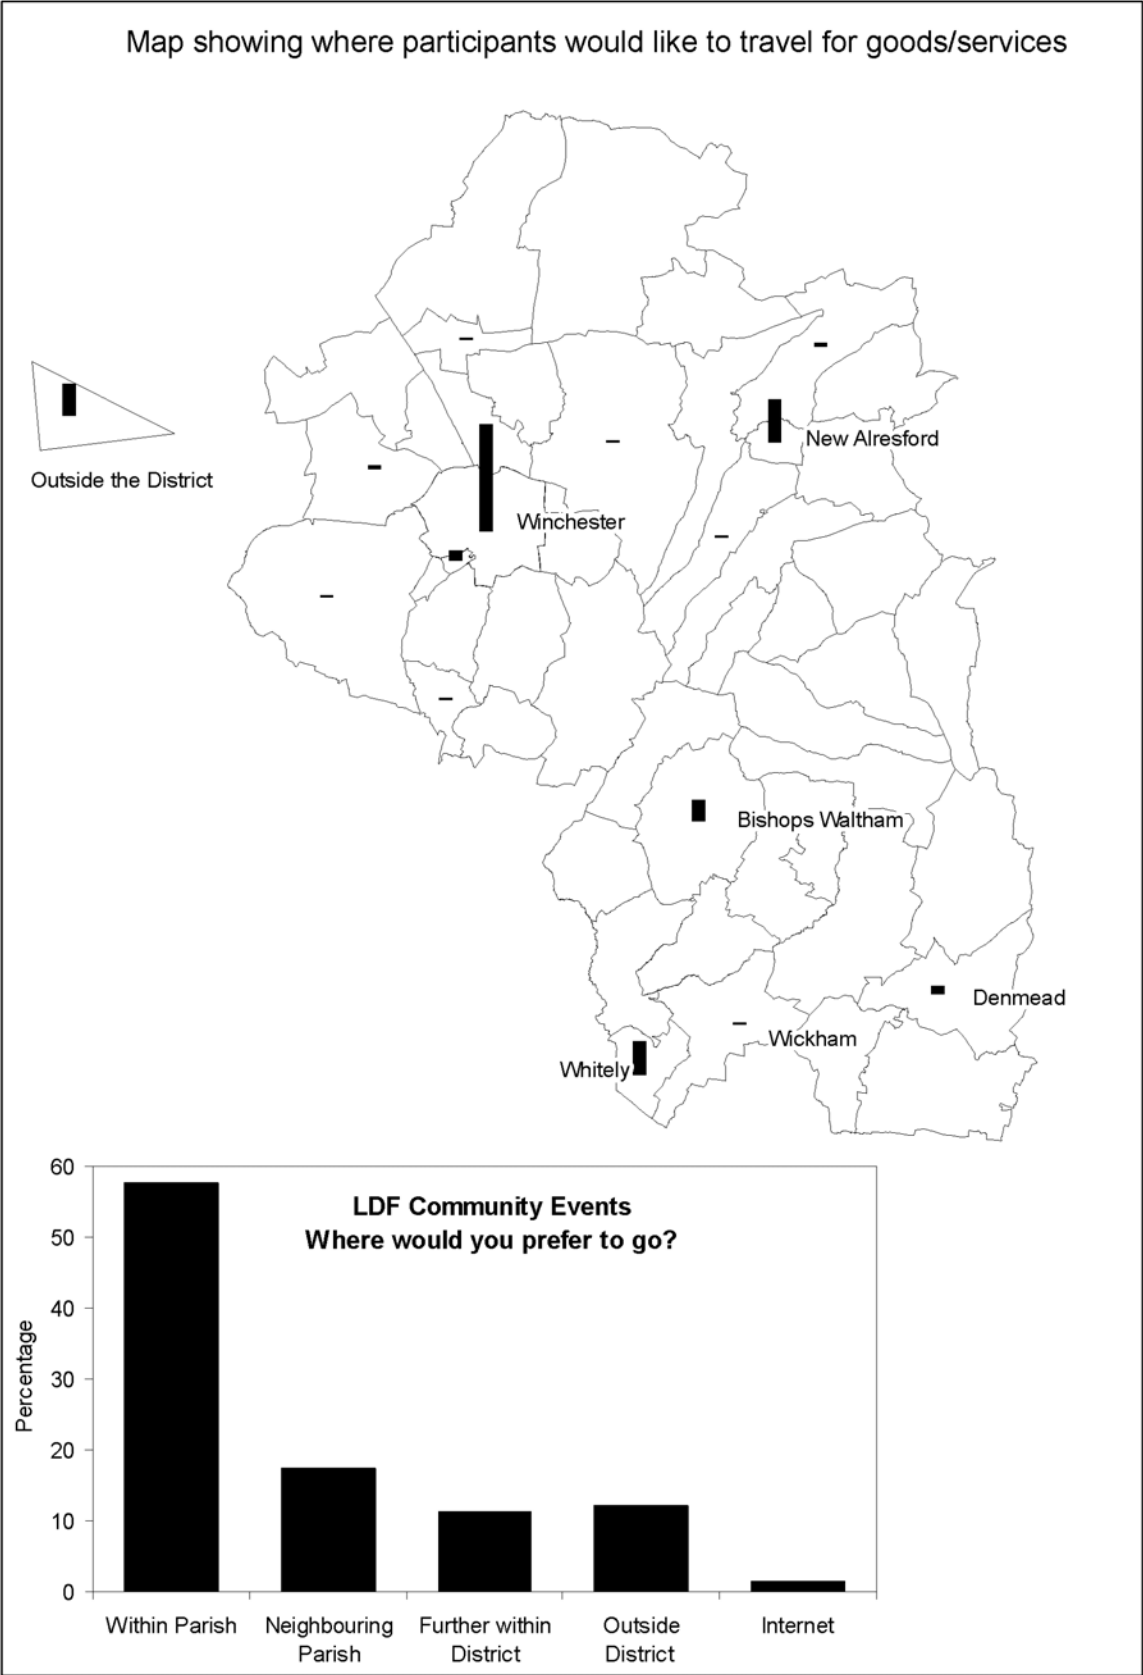 Map showing where participants would like to travel for goods/services
New Alresford
Outside the District
Winchester
Bishops Waltham
Denmead
Wickham
Whitely
LDF Community Events
Where would you prefer to go?
Percentage
60
50
40
30
20
10
0
Within Parish
Neighbouring
Parish
Further within
District
Outside
District
Internet